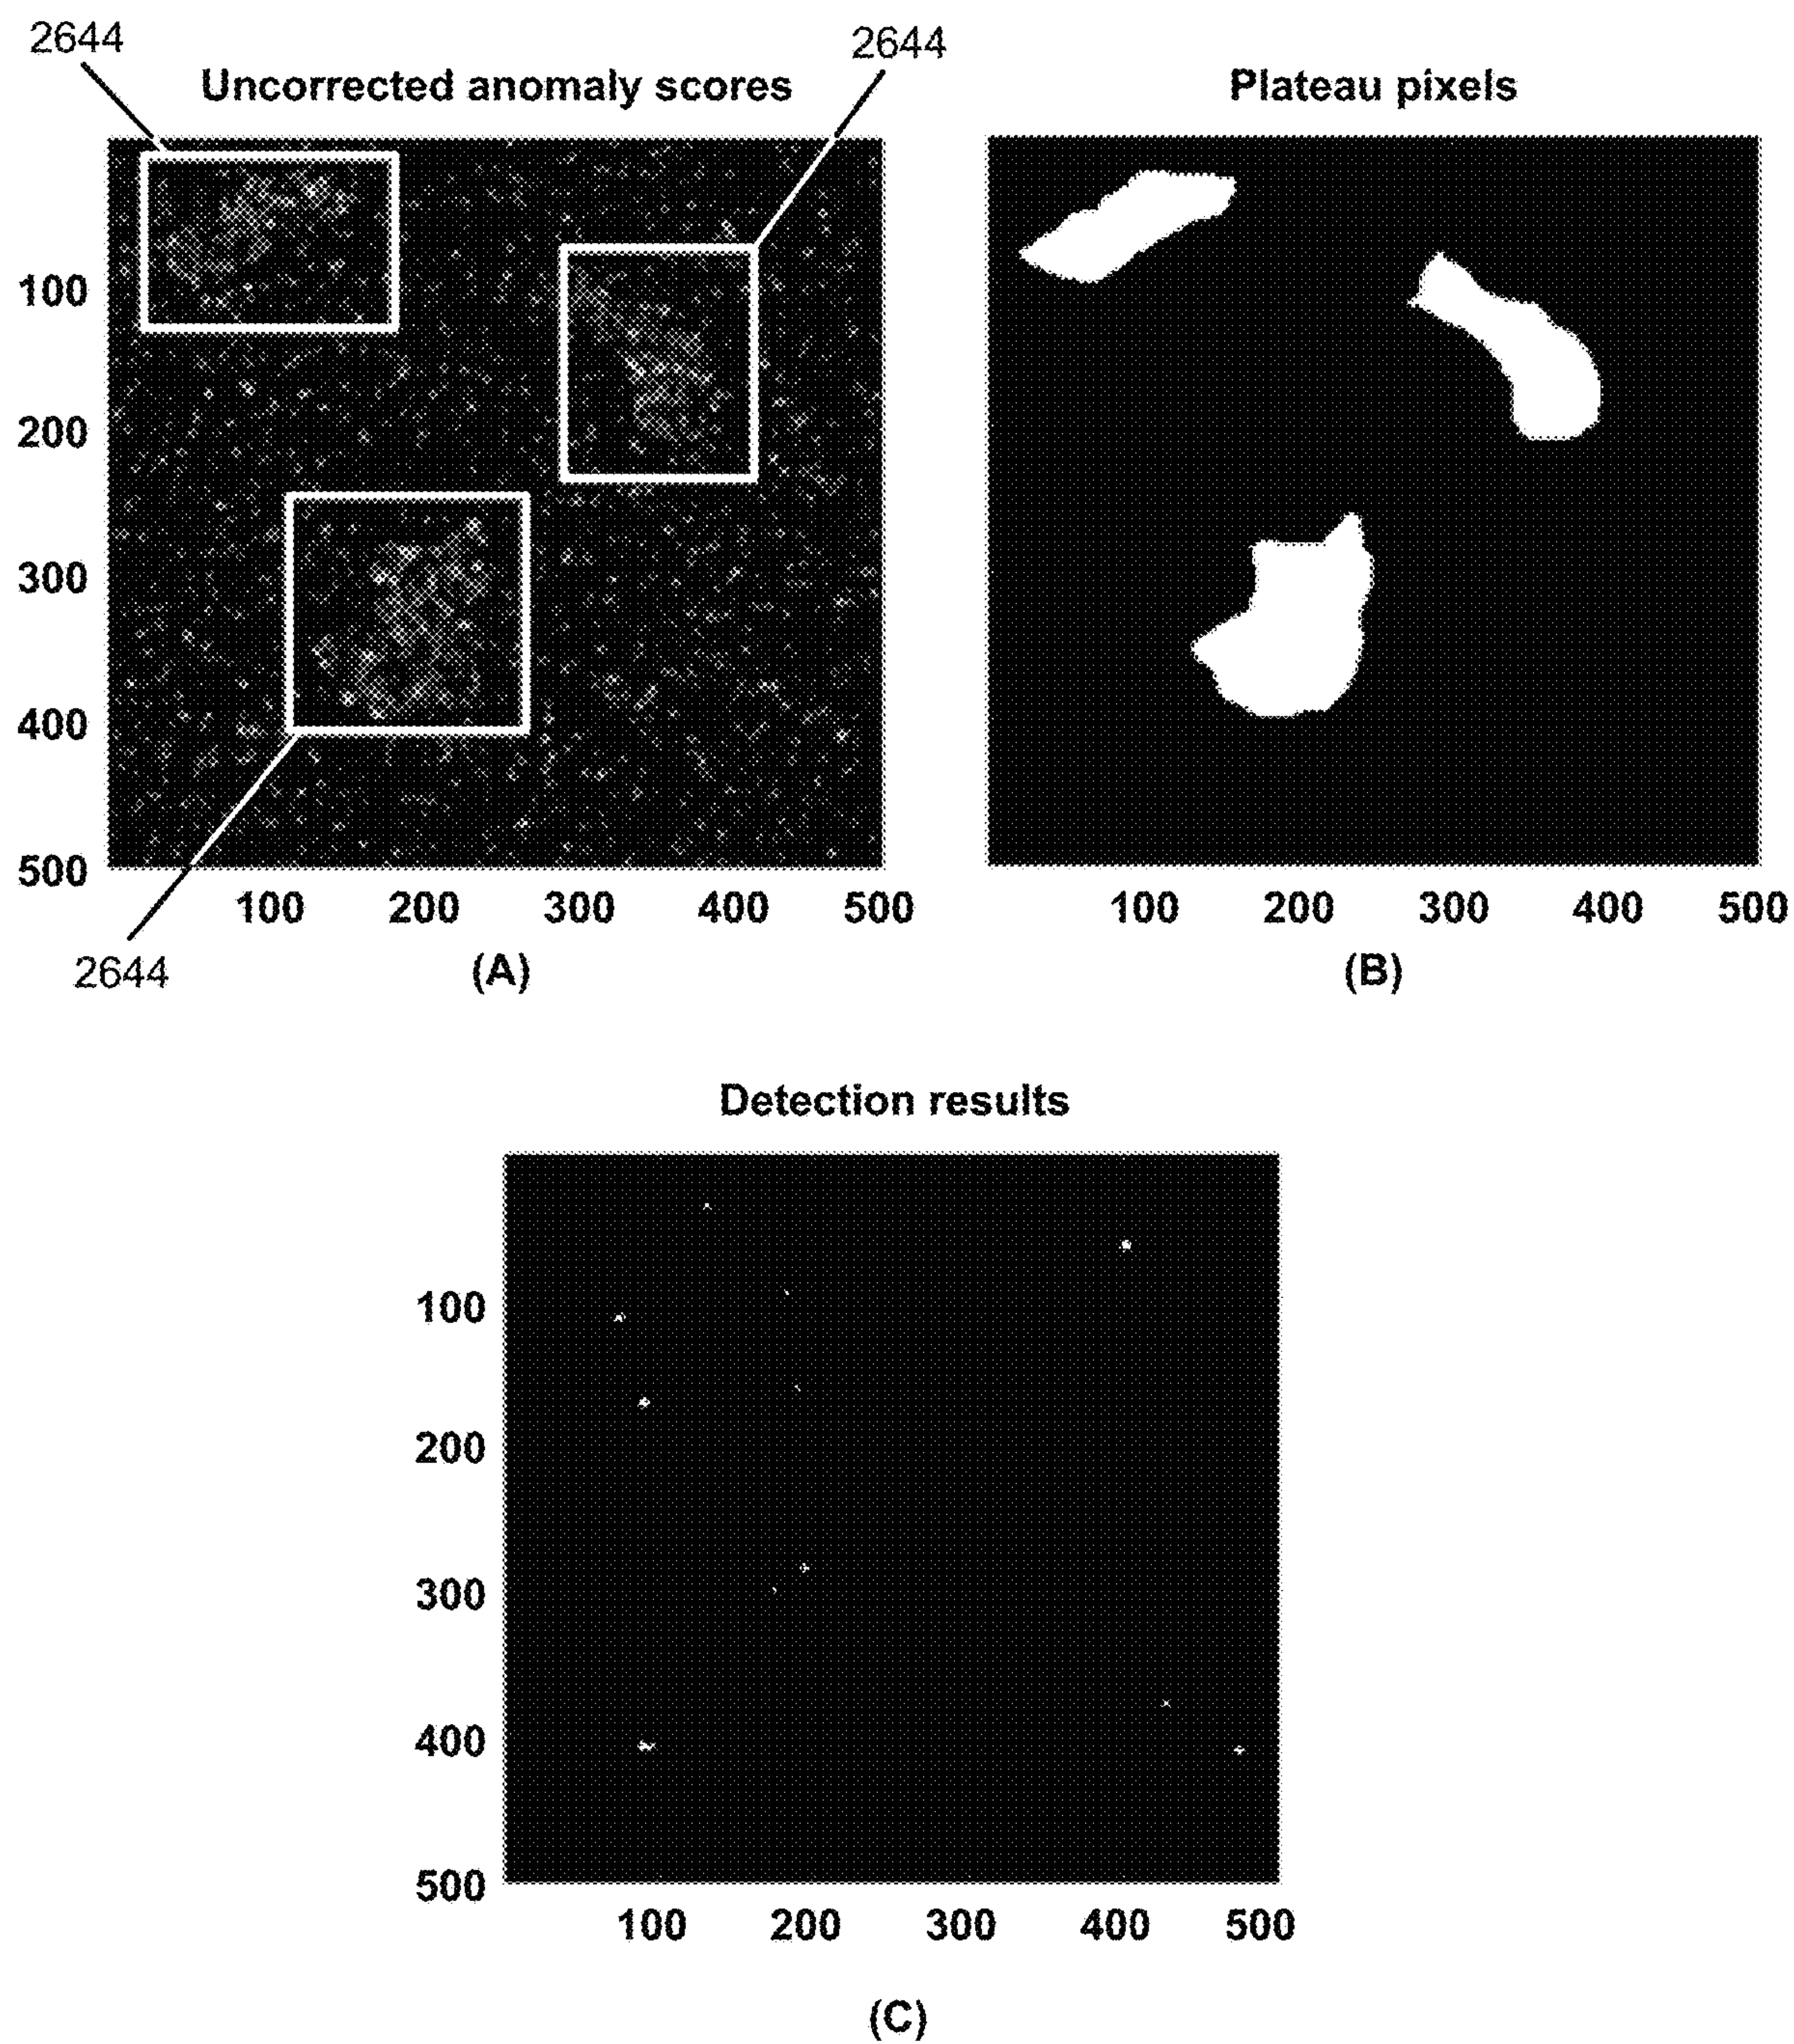 2644
2644
Uncorrected anomaly scores
Plateau pixels
100
200
300
400
500
100 200 300 400 500
100 200 300 400 500
2644
(A)
(B)
Detection results
100
200
300
400
500
100 200 300 400 500
(C)